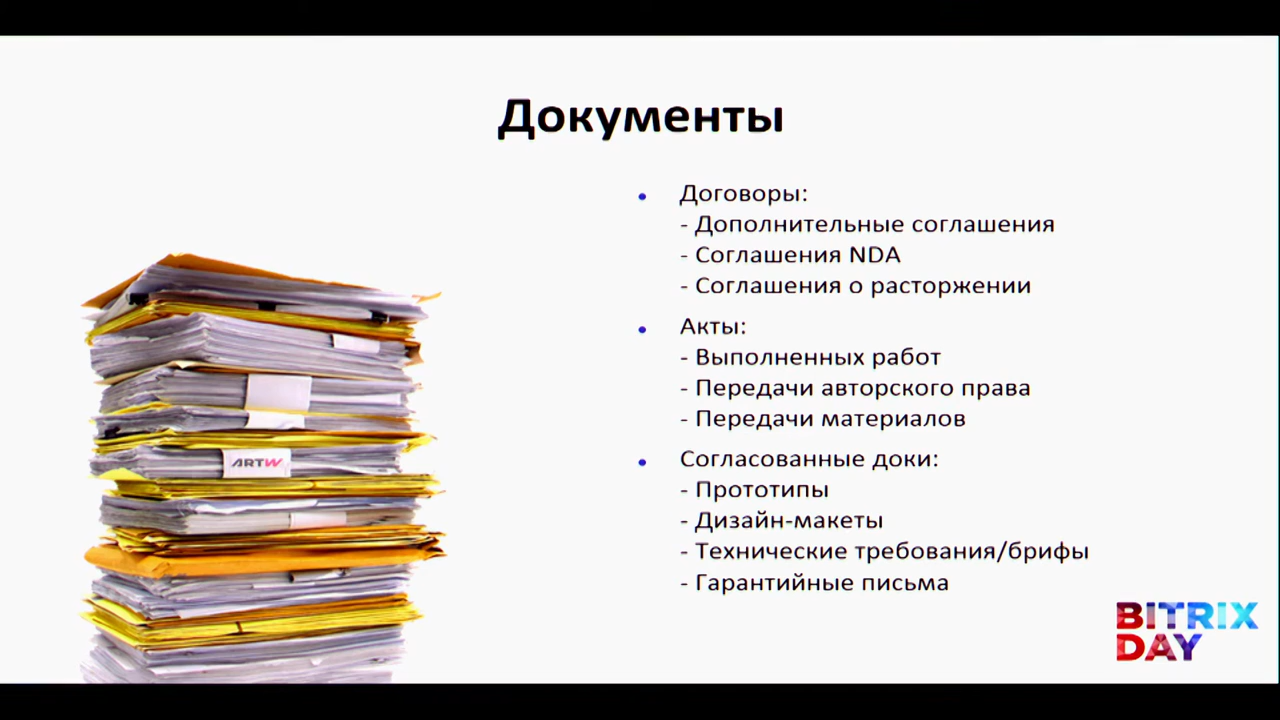 Документы
• Договоры:
- Дополнительные соглашения
- Соглашения NDA
- Соглашения о расторжении
• Акты:
- Выполненных работ
- Передачи авторского права
- Передачи материалов
• Согласованные доки:
- Прототипы
- Дизайн-макеты
- Технические требования/брифы
- Гарантийные письма
ARTW
BITRIX
DAY